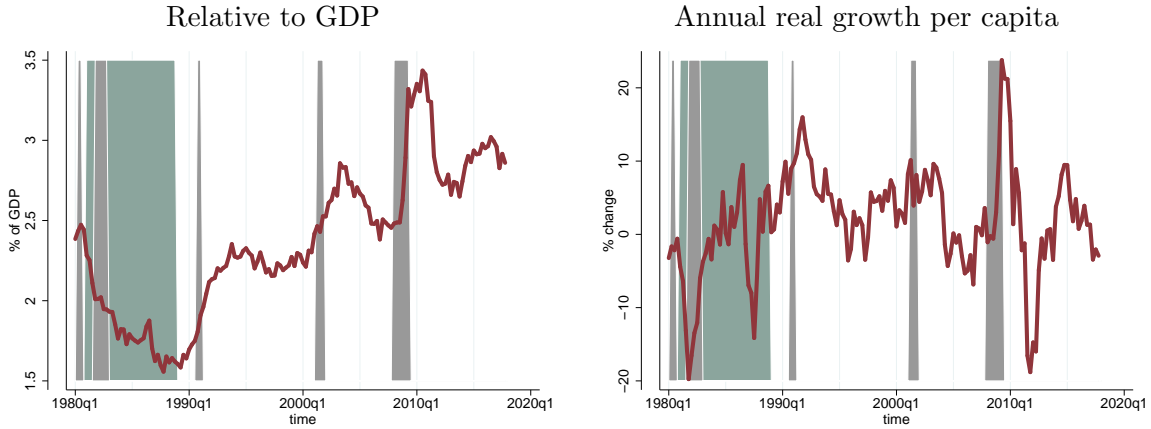 Relative to GDP
% of GDP
3.5
3
2.5
2
1.5
1980q1 1990q1 2000q1 2010q1 2020q1
time
Annual real growth per capita
% change
20
10
0
−10
−20
1980q1 1990q1 2000q1 2010q1 2020q1
time